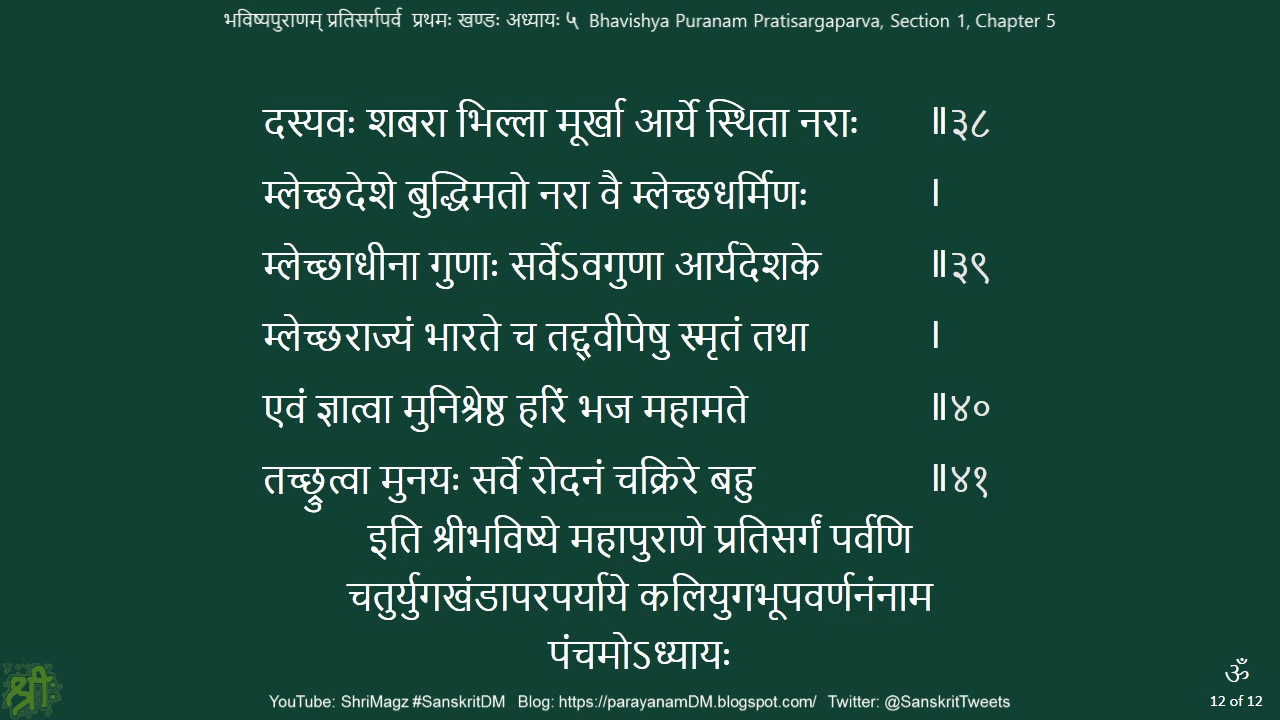 भविष्यपुराणम् प्रतिसर्गपर्व प्रथमः खण्डः अध्यायः ५ Bhavishya Puranam Pratisargaparva, Section 1, Chapter 5
दस्यवः शबरा भिल्ला मूर्खा आर्ये स्थिता नराः ॥३८
म्लेच्छदेशे बुद्धिमतो नरा वै म्लेच्छधर्मिणः ।
म्लेच्छाधीना गुणाः सर्वेऽवगुणा आर्यदेशके ॥३९
म्लेच्छराज्यं भारते च तद्द्वीपेषु स्मृतं तथा ।
एवं ज्ञात्वा मुनिश्रेष्ठ हरिं भज महामते ॥४०
तच्छ्रुत्वा मुनयः सर्वे रोदनं चक्रिरे बहु ॥४१
इति श्रीभविष्ये महापुराणे प्रतिसर्गं पर्वणि
चतुर्युगखंडापरपर्याये कलियुगभूपवर्णनंनाम
पंचमोऽध्यायः
श्रीः
ॐ
YouTube: ShriMagz #SanskritDM Blog: https://parayanamDM.blogspot.com/ Twitter: @SanskritTweets
12 of 12